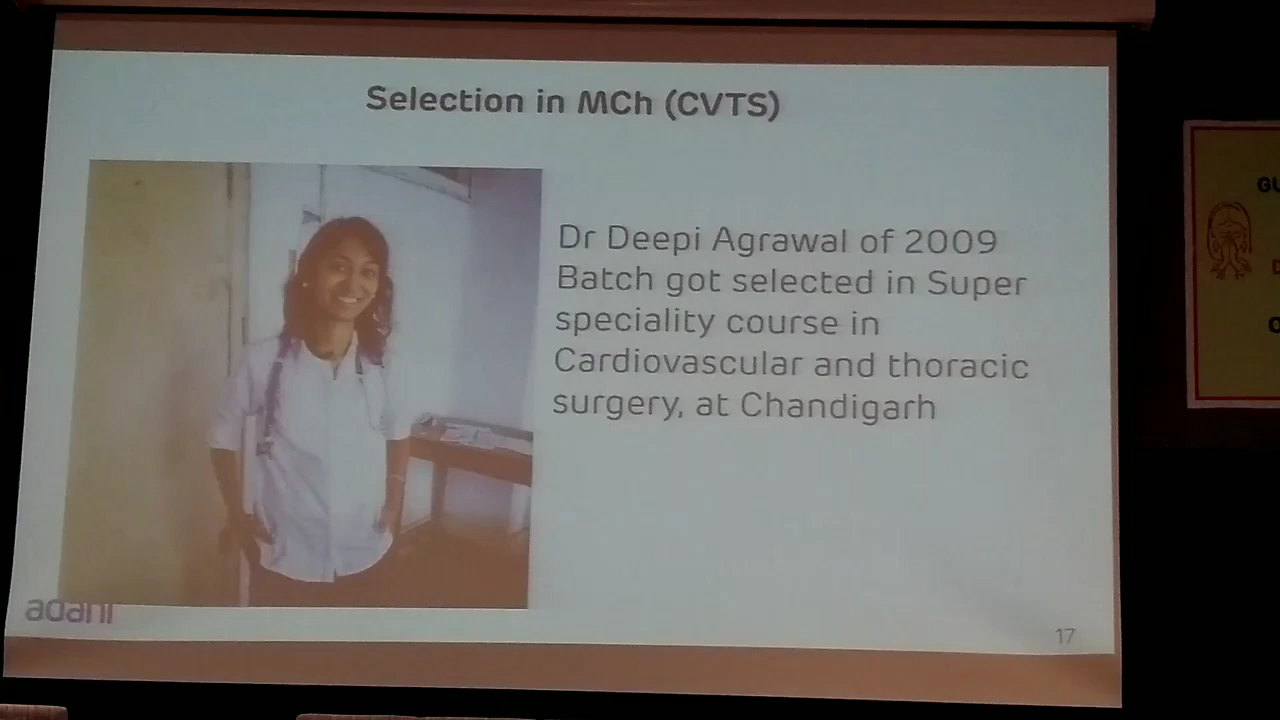 Selection in MCh (CVTS)
Dr Deepi Agrawal of 2009
Batch got selected in Super
speciality course in
Cardiovascular and thoracic
surgery, at Chandigarh
adani
17